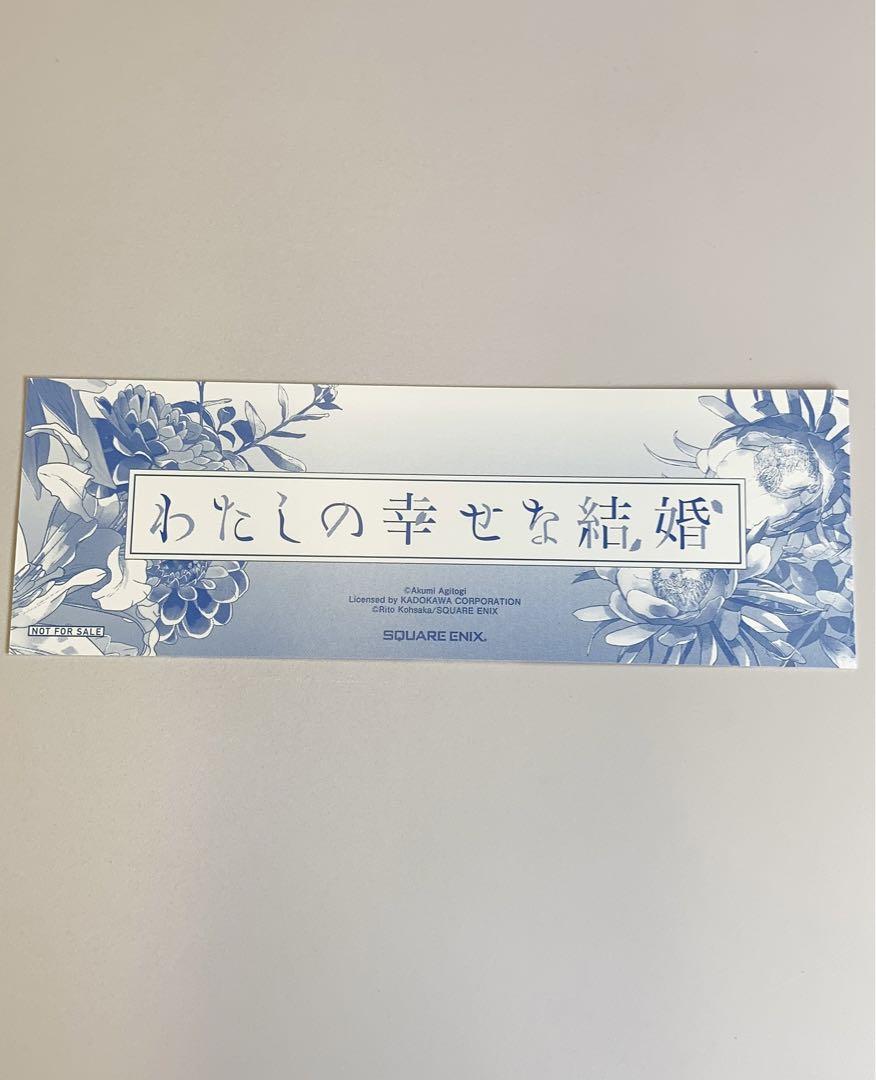 わたしの幸せな結婚
©Akumi Agitogi
Licensed by KADOKAWA CORPORATION
©Rito Kohsaka/SQUARE ENIX
NOT FOR SALE
SQUARE ENIX.